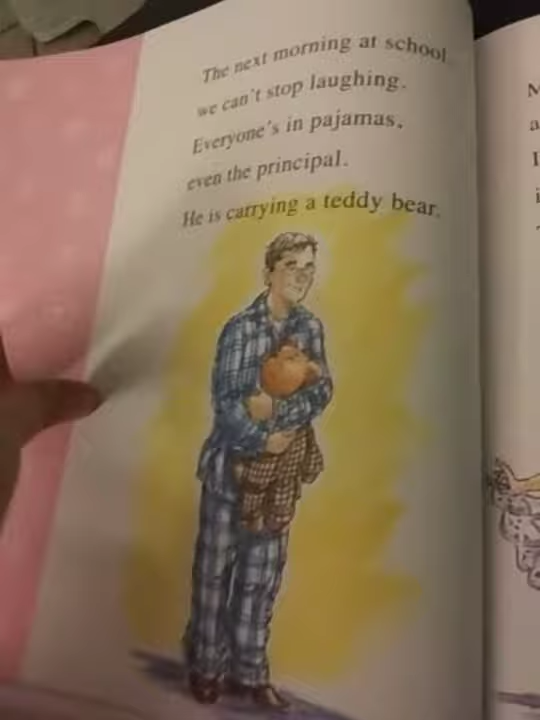 The next morning at school
we can't stop laughing.
Everyone's in pajamas,
even the principal.
He is carrying a teddy bear.